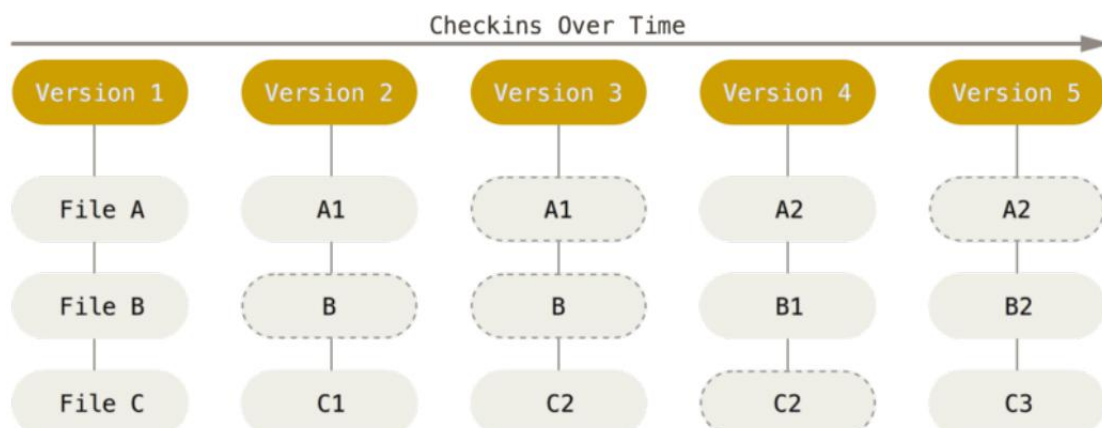 Checkins Over Time
Version 1 Version 2 Version 3 Version 4 Version 5
File A A1 A1 A2 A2
File B B B B1 B2
File C C1 C2 C2 C3